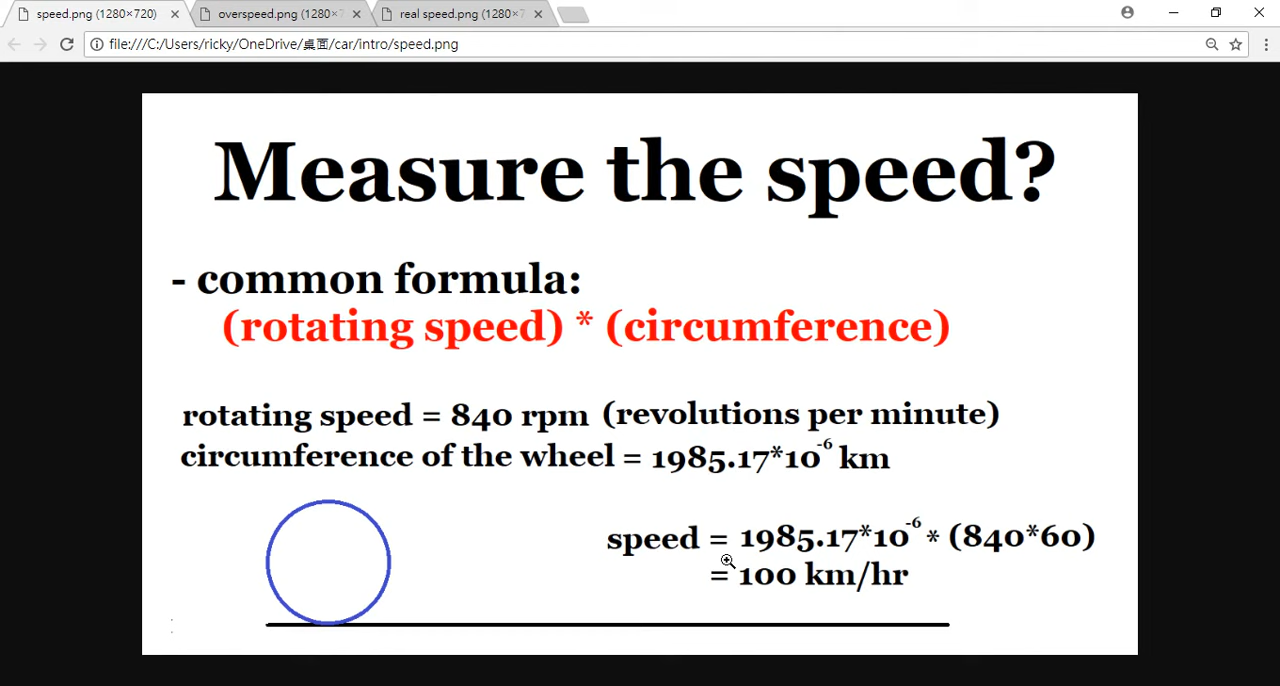 speed.png (1280×720)
overspeed.png (1280×7
real speed.png (1280×7
file:///C:/Users/ricky/OneDrive/桌面/car/intro/speed.png
Measure the speed?
- common formula:
(rotating speed) * (circumference)
rotating speed = 840 rpm (revolutions per minute)
circumference of the wheel = 1985.17*10⁻⁶ km
speed = 1985.17*10⁻⁶ * (840*60)
= 100 km/hr